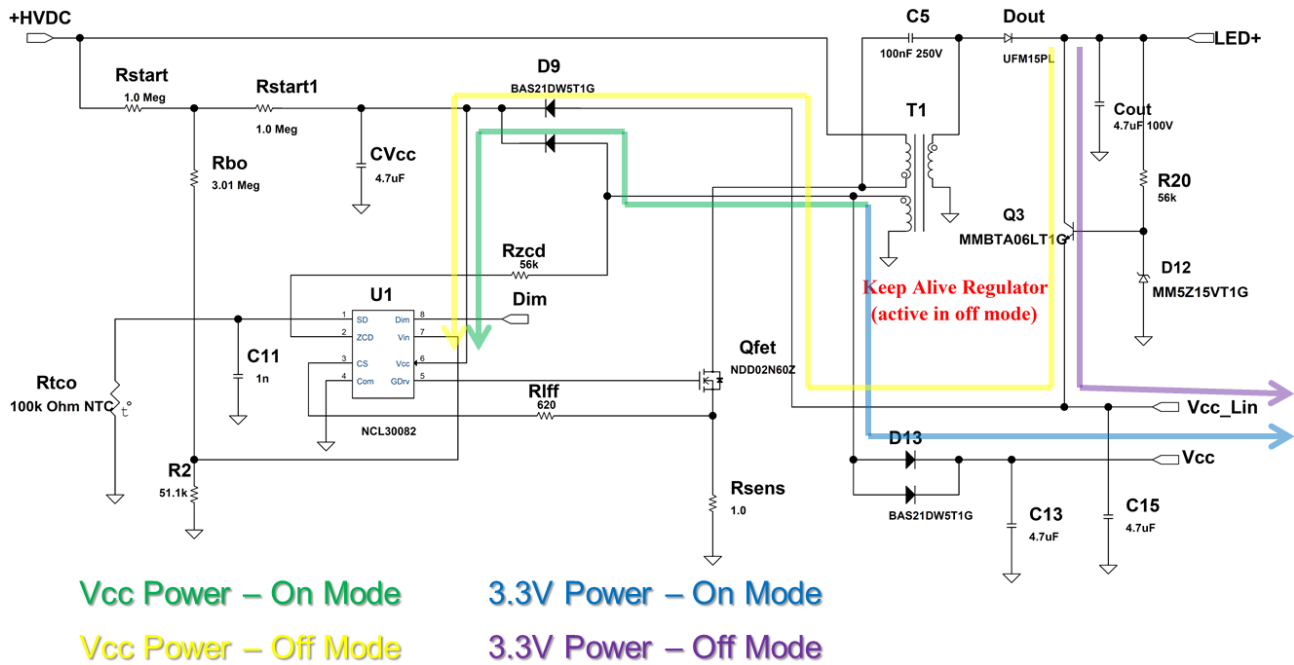 +HVDC
C5
100nF 250V
Dout
UFM15PL
LED+
Rstart
1.0 Meg
Rstart1
1.0 Meg
D9
BAS21DW5T1G
T1
Cout
4.7uF 100V
Rbo
3.01 Meg
CVcc
4.7uF
R20
56k
Q3
MMBTA06LT1G
Rzcd
56k
D12
MM5Z15VT1G
Keep Alive Regulator
(active in off mode)
U1
Dim
1 SD Dim 8
2 ZCD Vin 7
3 CS Vcc 6
4 Com GDrv 5
NCL30082
C11
1n
Rtco
100k Ohm NTC
t°
Qfet
NDD02N60Z
Rlff
620
Vcc_Lin
D13
BAS21DW5T1G
Vcc
R2
51.1k
Rsens
1.0
C13
4.7uF
C15
4.7uF
Vcc Power – On Mode
3.3V Power – On Mode
Vcc Power – Off Mode
3.3V Power – Off Mode